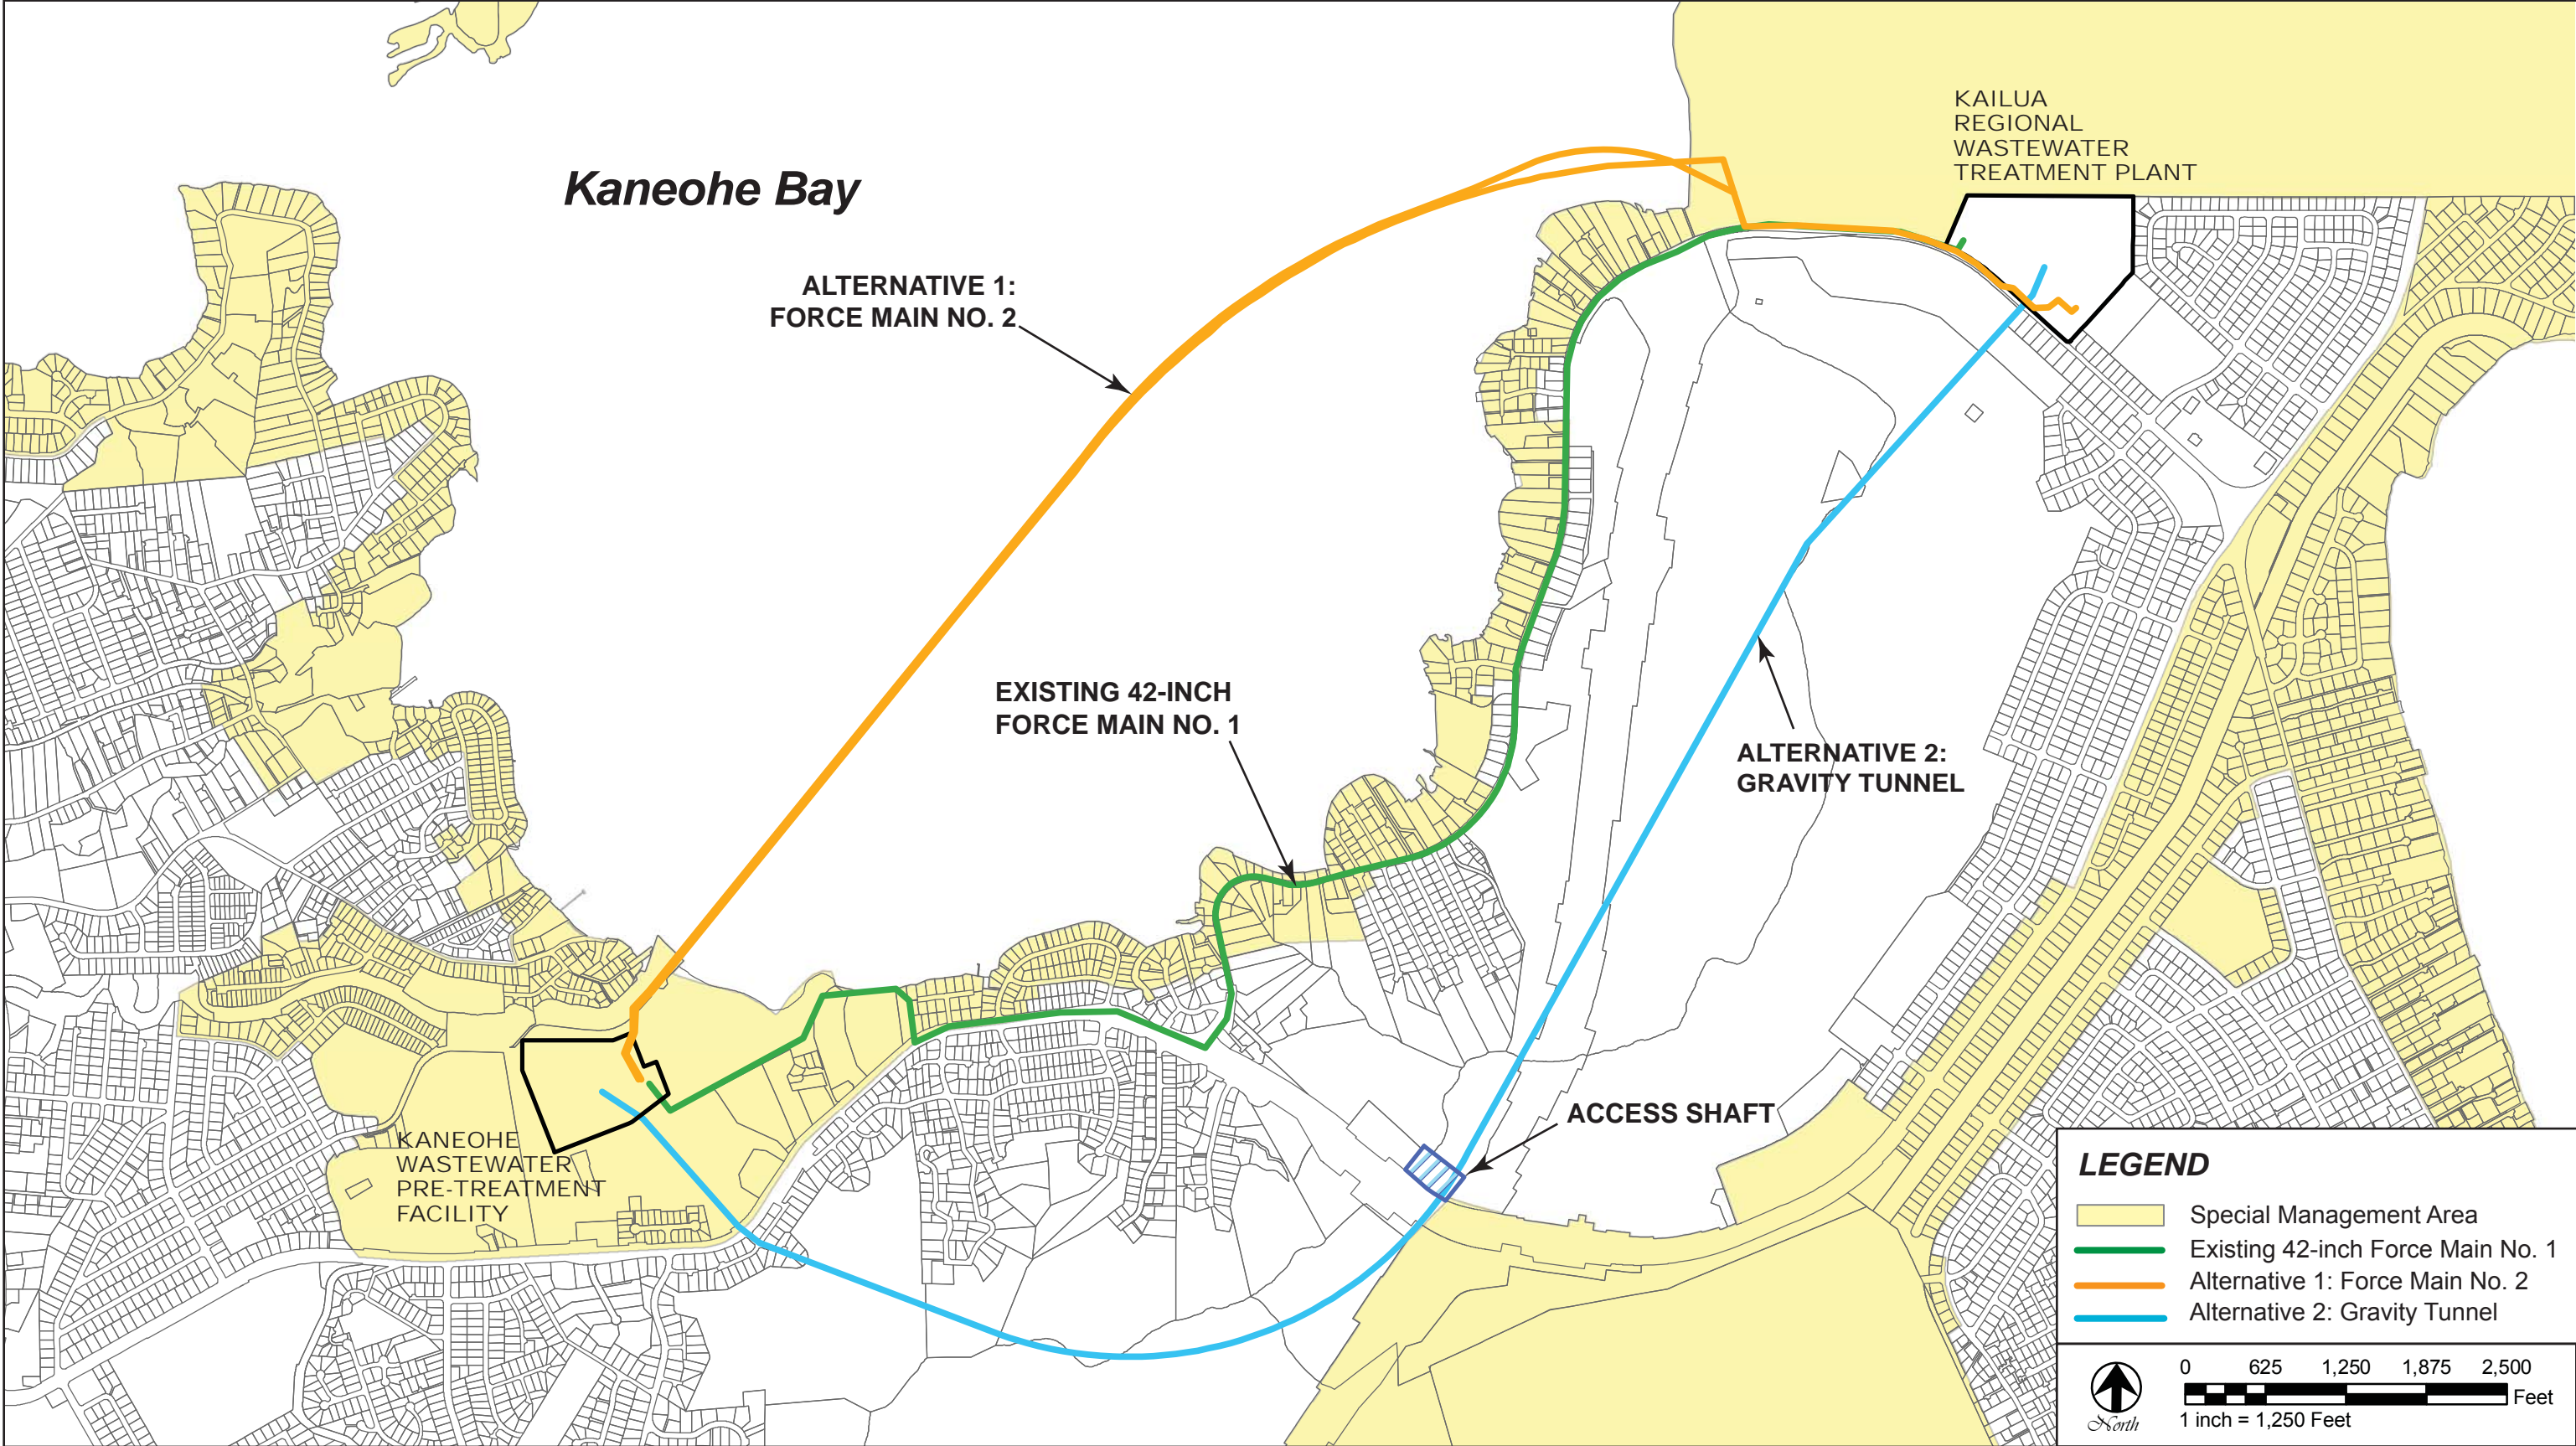 KAILUA
REGIONAL
WASTEWATER
TREATMENT PLANT
Kaneohe Bay
ALTERNATIVE 1:
FORCE MAIN NO. 2
EXISTING 42-INCH
FORCE MAIN NO. 1
ALTERNATIVE 2:
GRAVITY TUNNEL
ACCESS SHAFT
KANEOHE
WASTEWATER
PRE-TREATMENT
FACILITY
LEGEND
Special Management Area
Existing 42-inch Force Main No. 1
Alternative 1: Force Main No. 2
Alternative 2: Gravity Tunnel
North
0 625 1,250 1,875 2,500
Feet
1 inch = 1,250 Feet